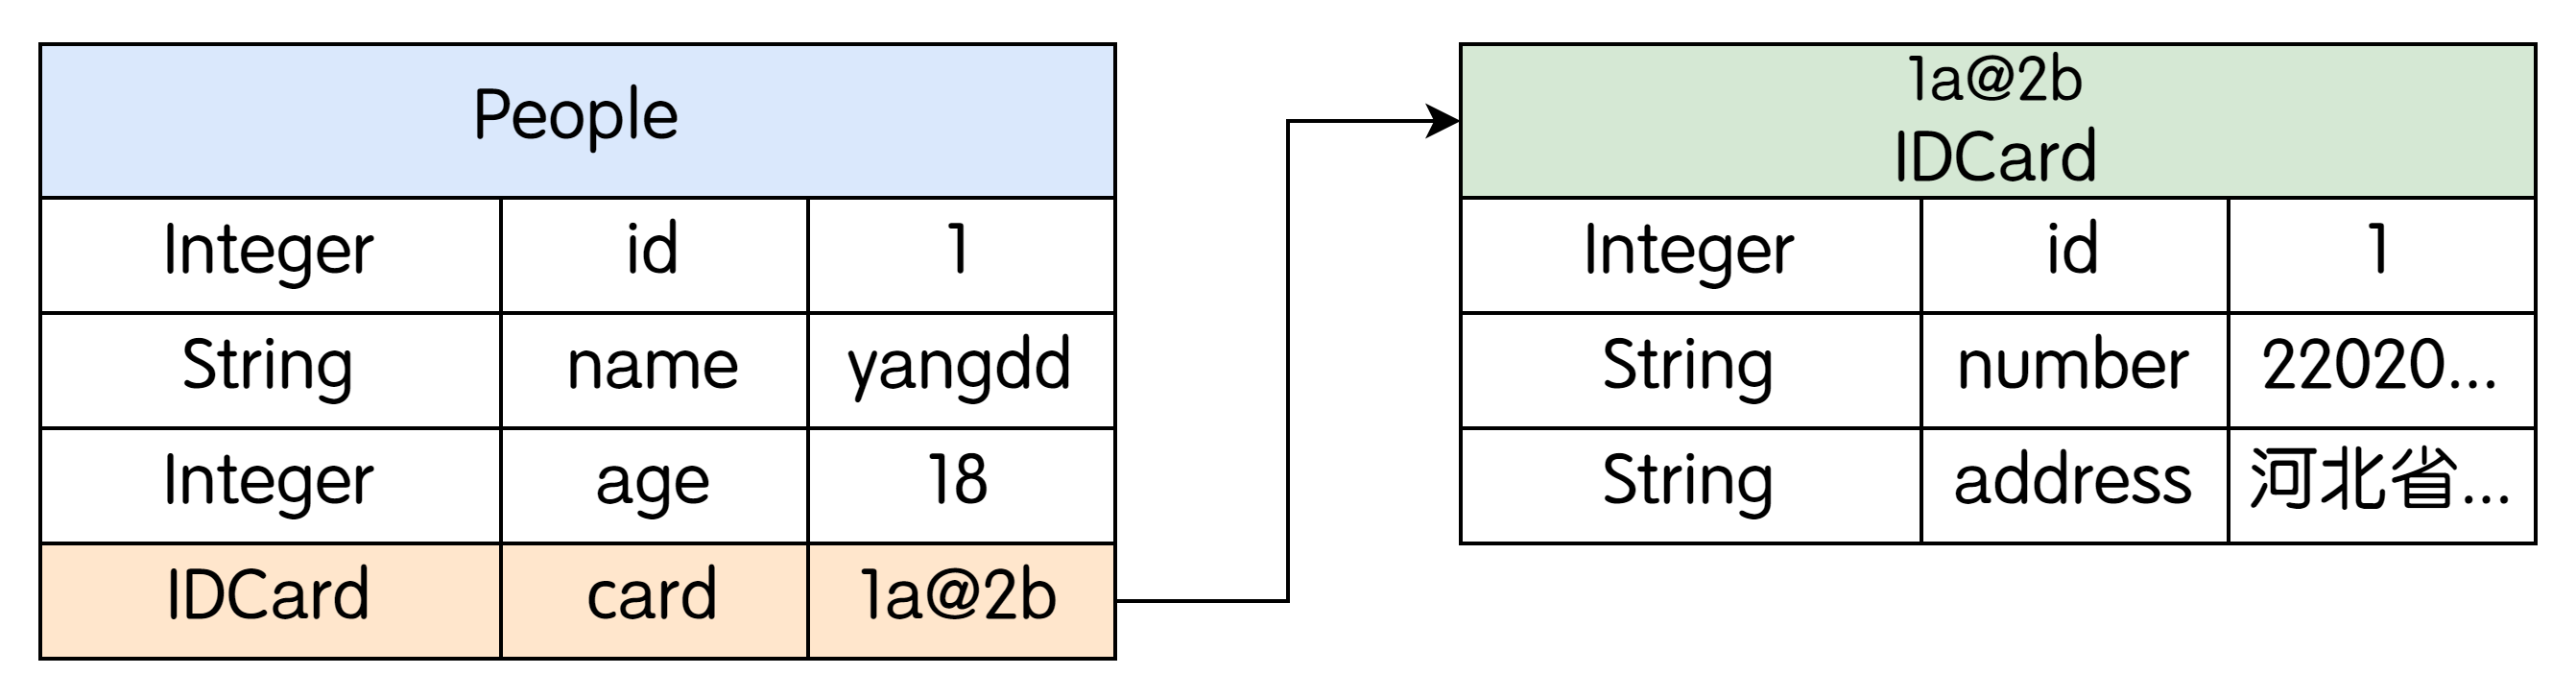 People
Integer id 1
String name yangdd
Integer age 18
IDCard card 1a@2b
1a@2b
IDCard
Integer id 1
String number 22020...
String address 河北省...